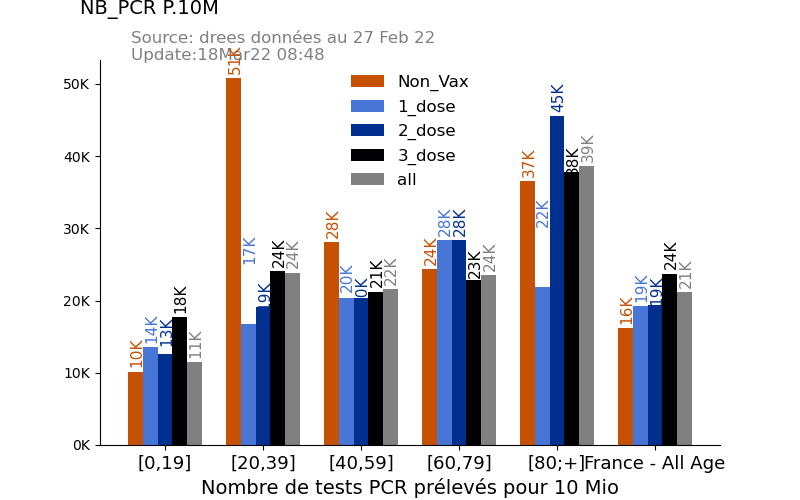 NB_PCR P.10M
Source: drees données au 27 Feb 22
Update:18Mar22 08:48
Non_Vax
1_dose
2_dose
3_dose
all
50K
40K
30K
20K
10K
0K
10K 14K 13K 18K 11K
51K 17K 19K 24K 24K
28K 20K 20K 21K 22K
24K 28K 28K 23K 24K
37K 22K 45K 38K 39K
16K 19K 19K 24K 21K
[0,19] [20,39] [40,59] [60,79] [80;+] France - All Age
Nombre de tests PCR prélevés pour 10 Mio